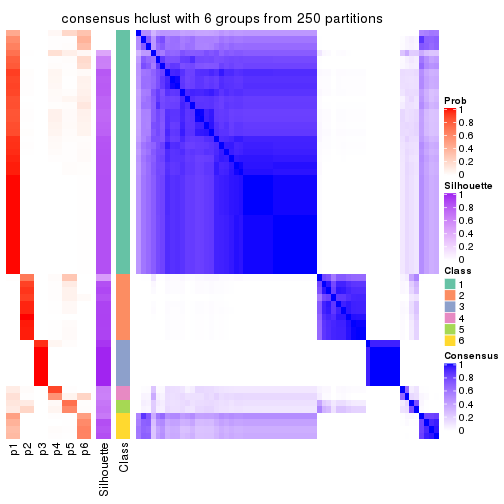 consensus hclust with 6 groups from 250 partitions
p1
p2
p3
p4
p5
p6
Silhouette
Class
Prob
1
0.8
0.6
0.4
0.2
0
Silhouette
1
0.8
0.6
0.4
0.2
0
Class
1
2
3
4
5
6
Consensus
1
0.8
0.6
0.4
0.2
0